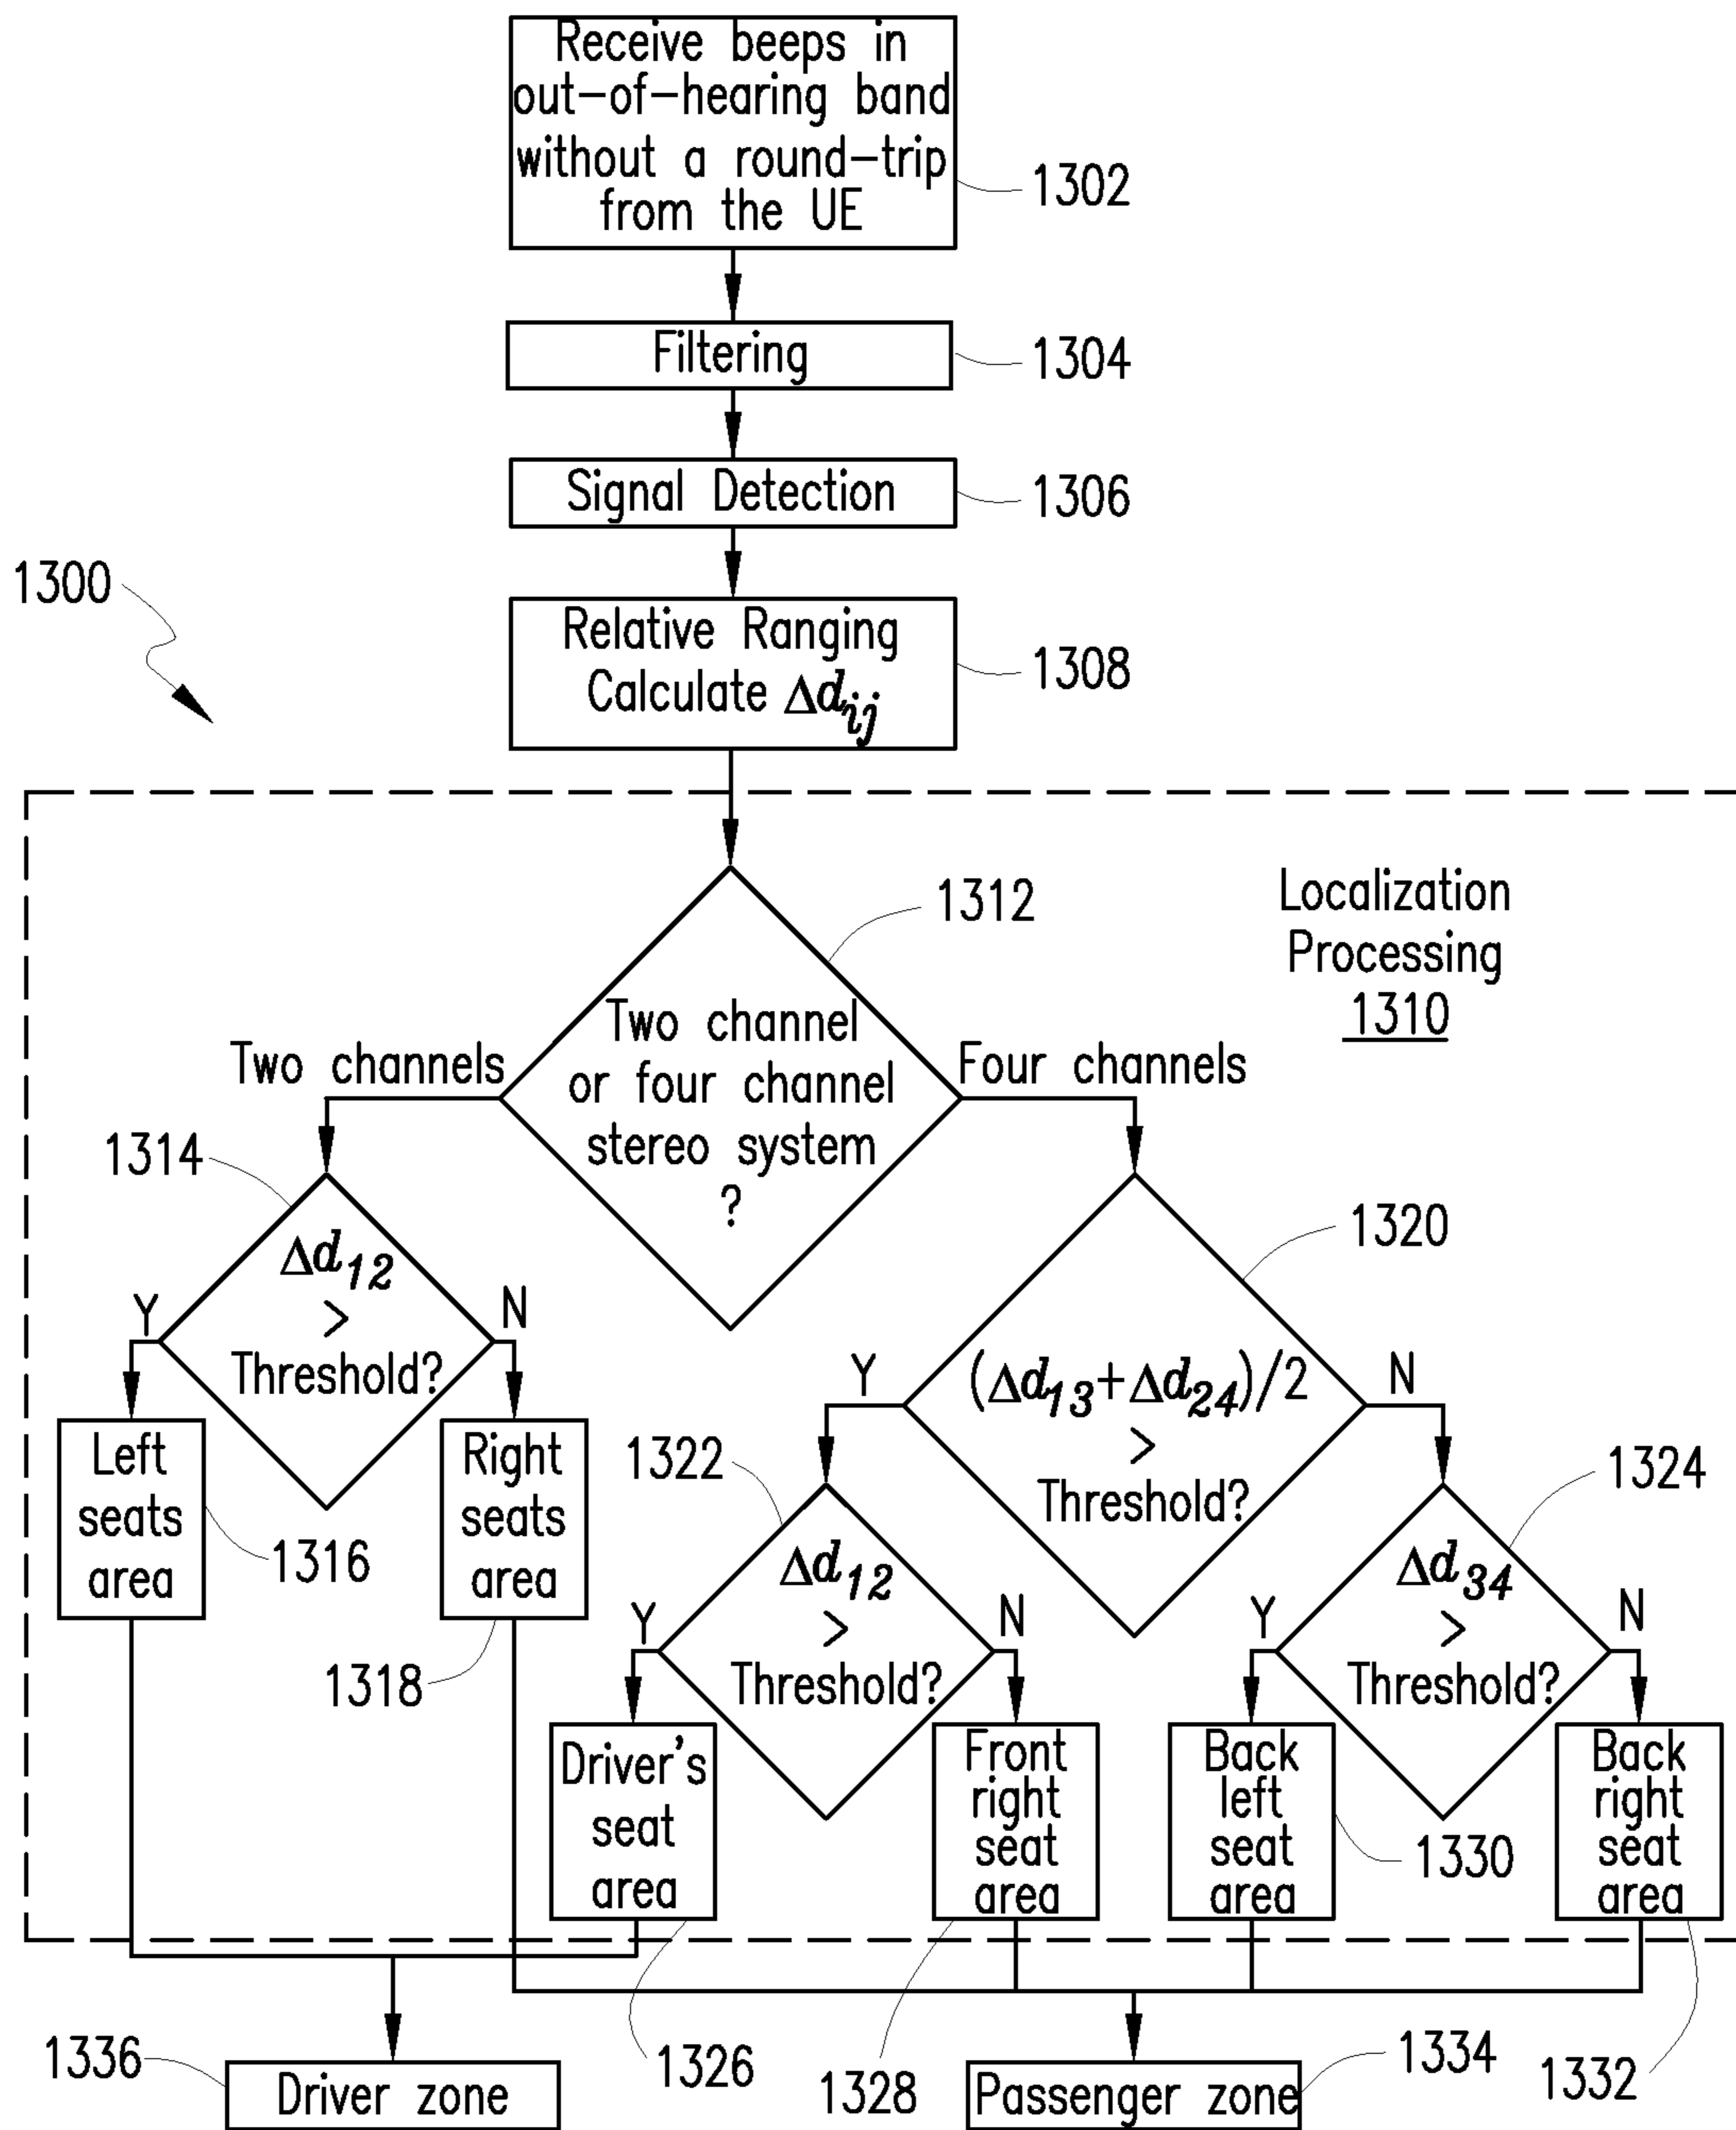 Receive beeps in
out-of-hearing band
without a round-trip
from the UE
1302
Filtering
1304
Signal Detection
1306
1300
Relative Ranging
Calculate Δd_ij
1308
Localization
Processing
1310
1312
Two channel
or four channel
stereo system
?
Two channels
Four channels
1314
Δd_12
>
Threshold?
Y
N
Left
seats
area
1316
Right
seats
area
1318
1320
(Δd_13+Δd_24)/2
>
Threshold?
Y
N
1322
Δd_12
>
Threshold?
Y
N
1324
Δd_34
>
Threshold?
Y
N
Driver's
seat
area
Front
right
seat
area
Back
left
seat
area
1330
Back
right
seat
area
1336
Driver zone
1326
1328
Passenger zone
1334
1332